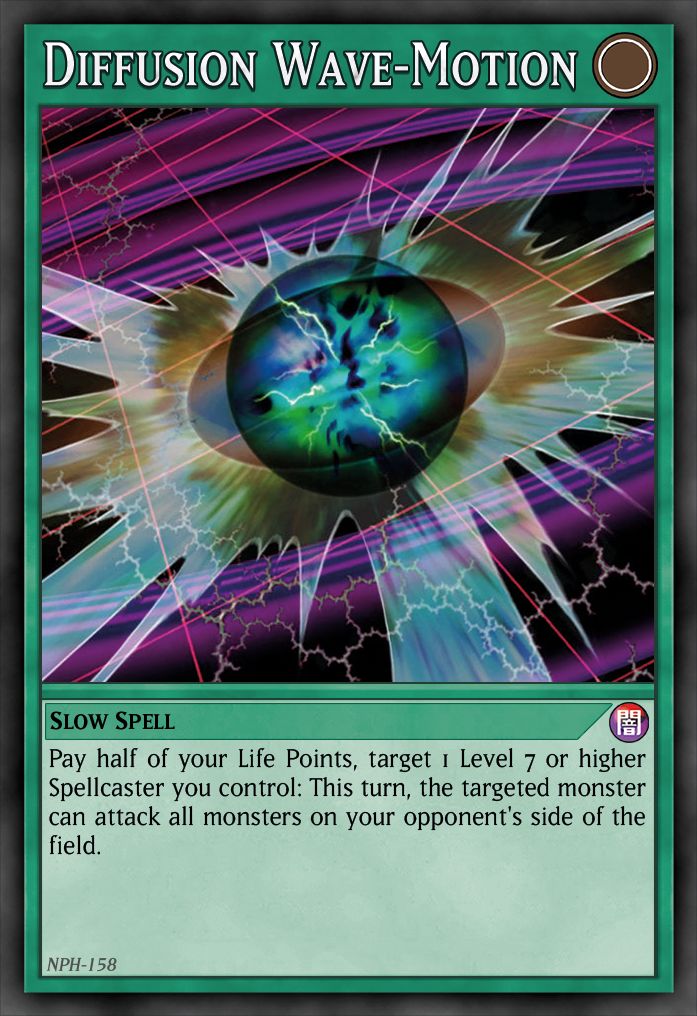 Diffusion Wave-Motion
Slow Spell
闇
Pay half of your Life Points, target 1 Level 7 or higher
Spellcaster you control: This turn, the targeted monster
can attack all monsters on your opponent's side of the
field.
NPH-158